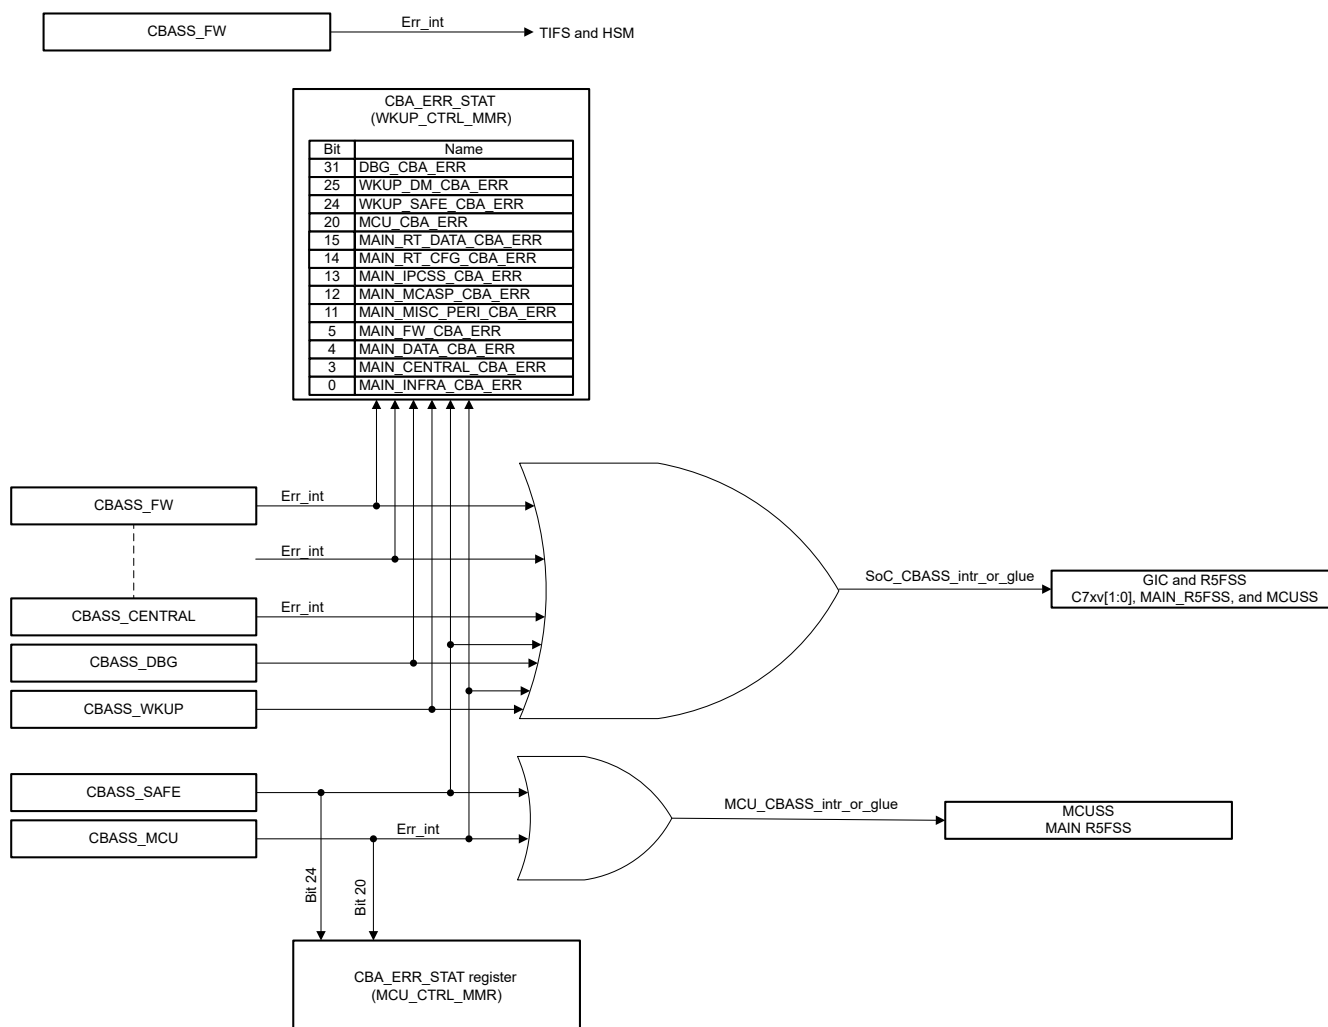 CBASS_FW
Err_int
TIFS and HSM
CBA_ERR_STAT
(WKUP_CTRL_MMR)
Bit Name
31 DBG_CBA_ERR
25 WKUP_DM_CBA_ERR
24 WKUP_SAFE_CBA_ERR
20 MCU_CBA_ERR
15 MAIN_RT_DATA_CBA_ERR
14 MAIN_RT_CFG_CBA_ERR
13 MAIN_IPCSS_CBA_ERR
12 MAIN_MCASP_CBA_ERR
11 MAIN_MISC_PERI_CBA_ERR
5 MAIN_FW_CBA_ERR
4 MAIN_DATA_CBA_ERR
3 MAIN_CENTRAL_CBA_ERR
0 MAIN_INFRA_CBA_ERR
CBASS_FW
Err_int
Err_int
CBASS_CENTRAL
Err_int
CBASS_DBG
CBASS_WKUP
SoC_CBASS_intr_or_glue
GIC and R5FSS
C7xv[1:0], MAIN_R5FSS, and MCUSS
CBASS_SAFE
CBASS_MCU
Err_int
MCU_CBASS_intr_or_glue
MCUSS
MAIN R5FSS
Bit 24
Bit 20
CBA_ERR_STAT register
(MCU_CTRL_MMR)